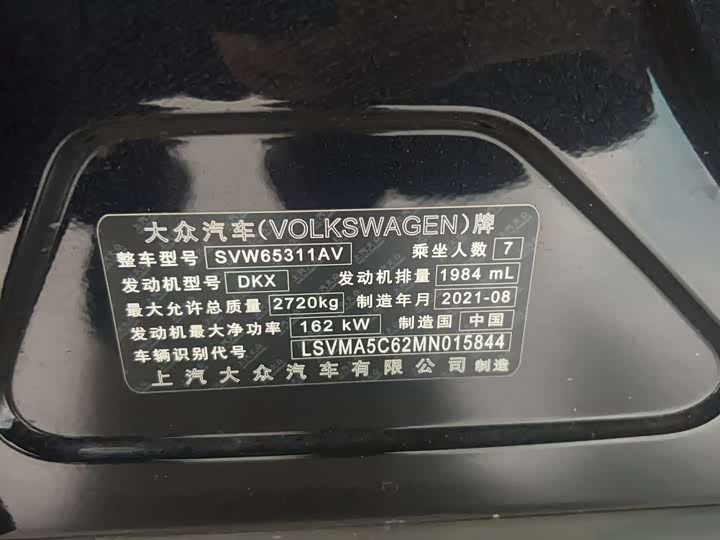 大众汽车(VOLKSWAGEN)牌
整车型号 SVW65311AV 乘坐人数 7
发动机型号 DKX 发动机排量 1984 mL
最大允许总质量 2720kg 制造年月 2021-08
发动机最大净功率 162 kW 制造国 中国
车辆识别代号 LSVMA5C62MN015844
上汽大众汽车有限公司 制造